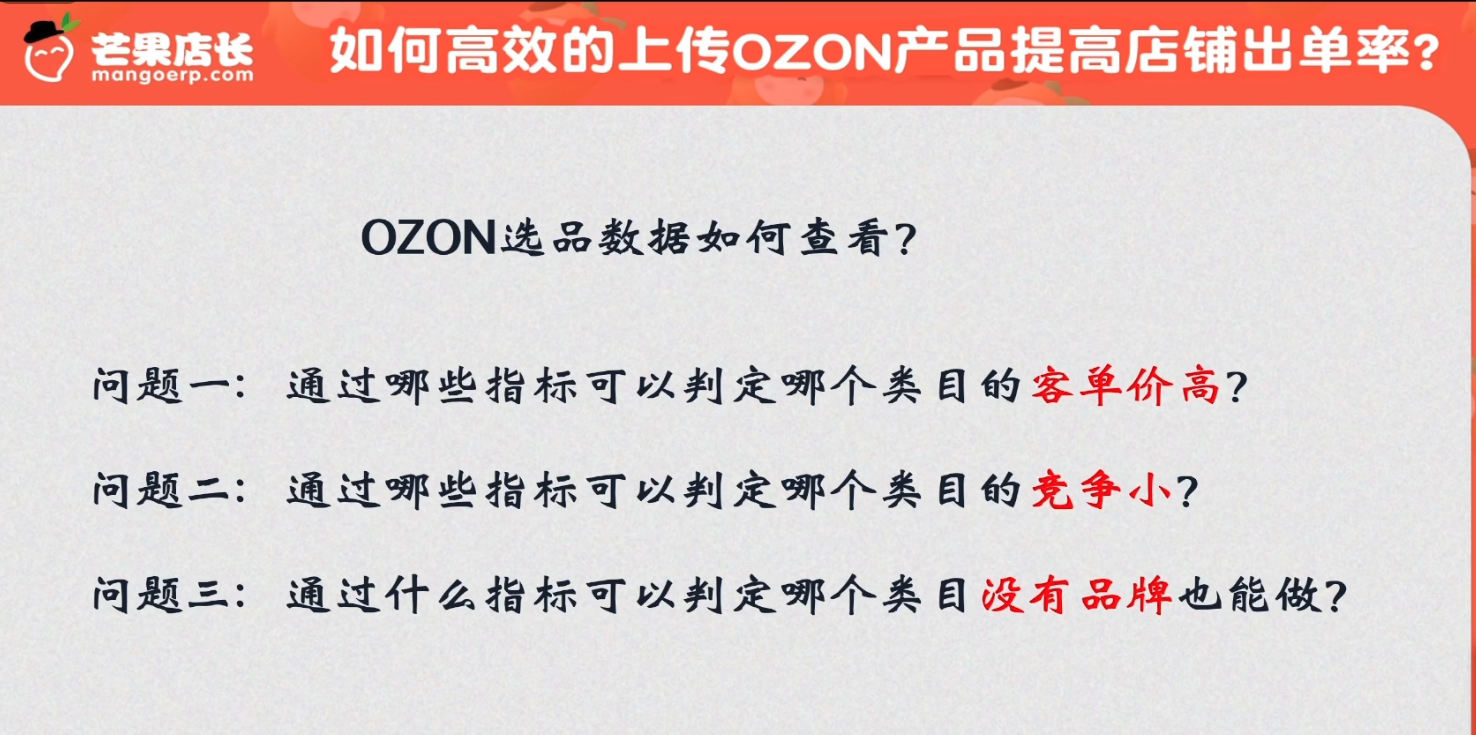 芒果店长
mangoerp.com
如何高效的上传OZON产品提高店铺出单率?
OZON选品数据如何查看?
问题一: 通过哪些指标可以判定哪个类目的客单价高?
问题二: 通过哪些指标可以判定哪个类目的竞争小?
问题三: 通过什么指标可以判定哪个类目没有品牌也能做?